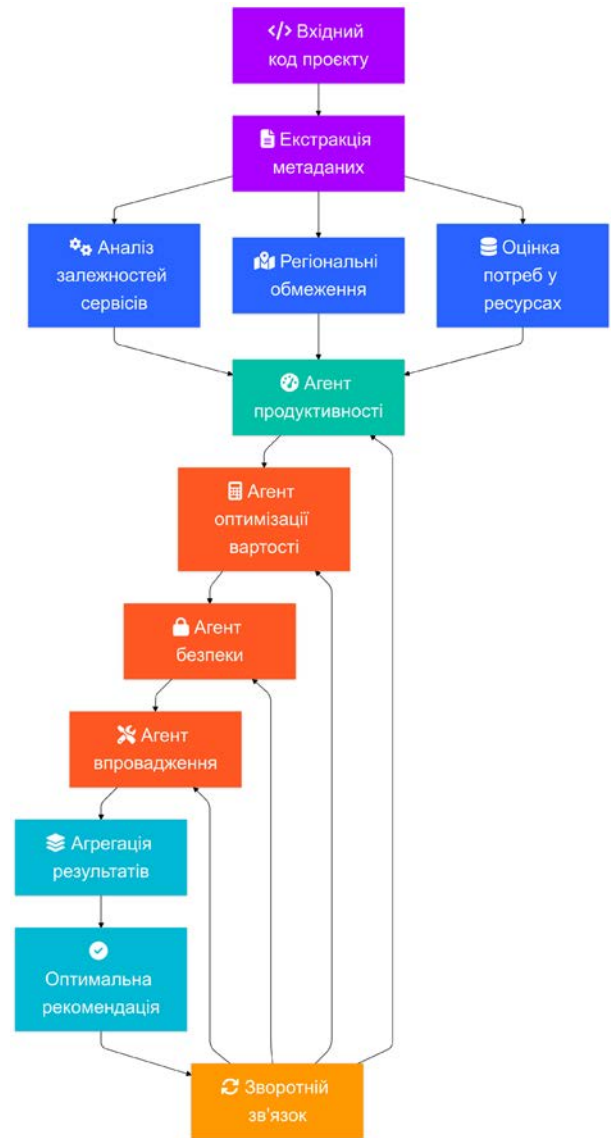 </> Вхідний
код проєкту
Екстракція
метаданих
Аналіз
залежностей
сервісів
Регіональні
обмеження
Оцінка
потреб у
ресурсах
Агент
продуктивності
Агент
оптимізації
вартості
Агент
безпеки
Агент
впровадження
Агрегація
результатів
Оптимальна
рекомендація
Зворотній
зв'язок